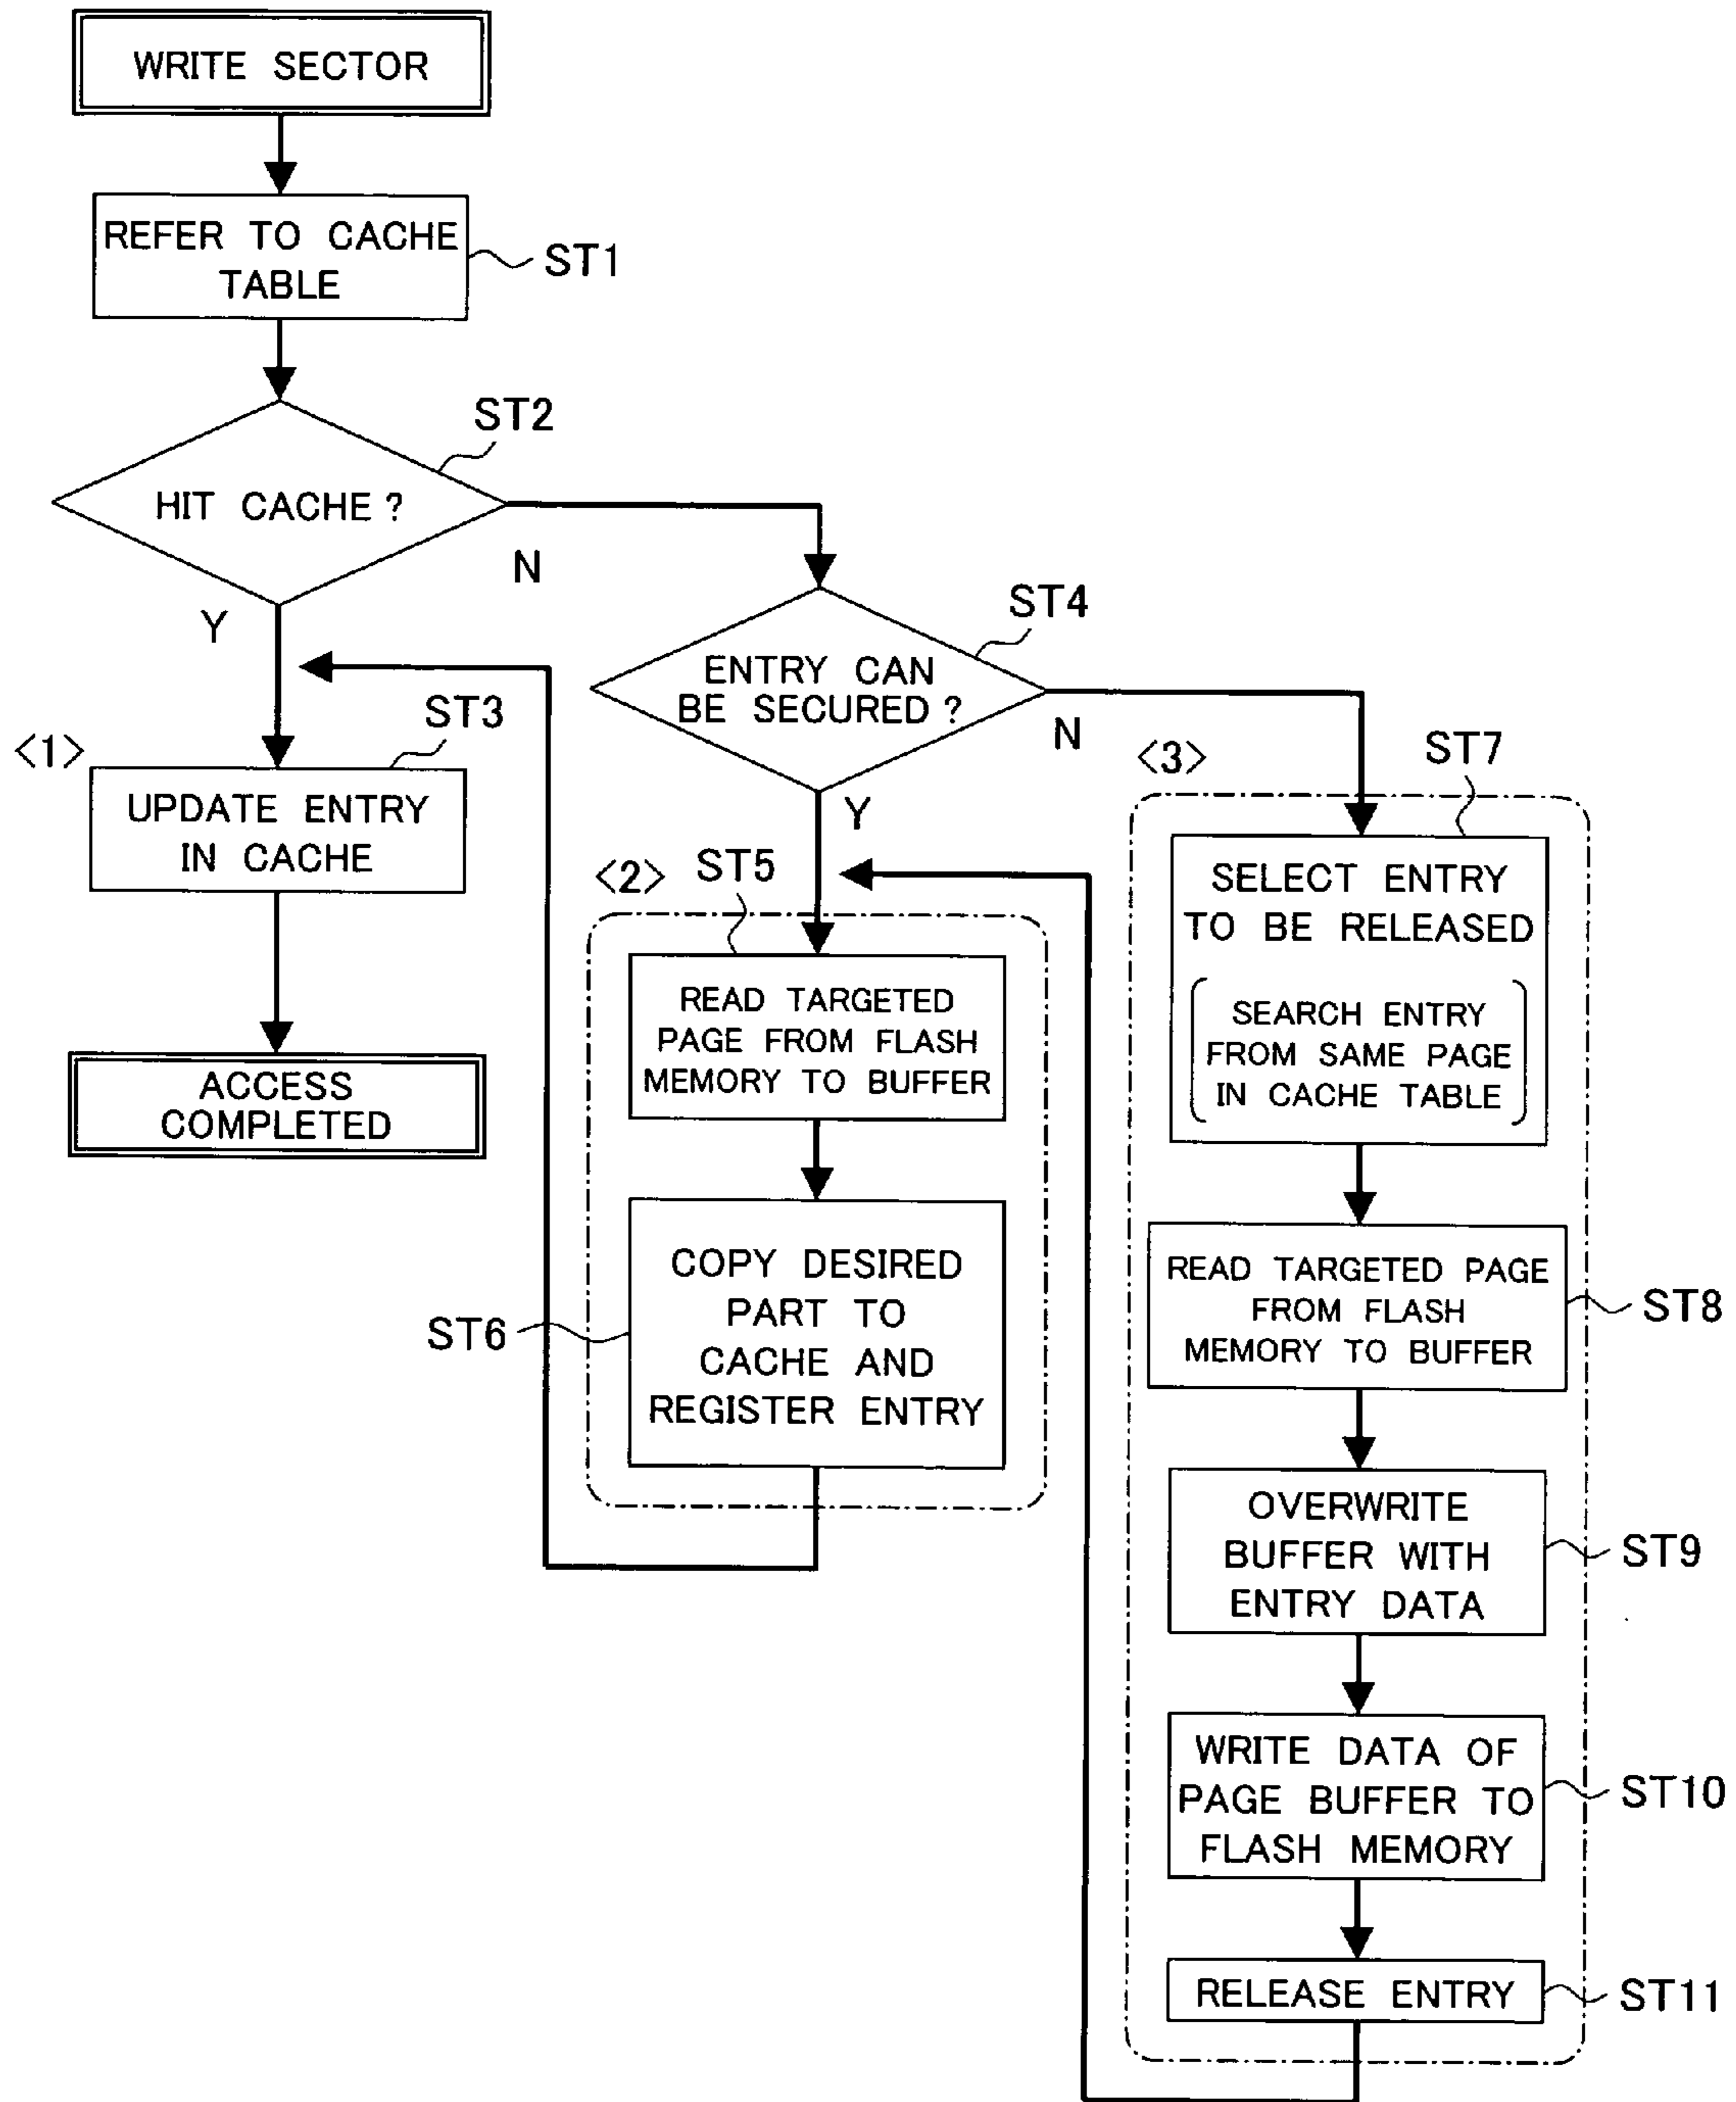 WRITE SECTOR
REFER TO CACHE
TABLE
ST1
ST2
HIT CACHE ?
N
Y
ST4
ENTRY CAN
BE SECURED ?
N
Y
<1>
ST3
UPDATE ENTRY
IN CACHE
ACCESS
COMPLETED
<2>
ST5
READ TARGETED
PAGE FROM FLASH
MEMORY TO BUFFER
ST6
COPY DESIRED
PART TO
CACHE AND
REGISTER ENTRY
<3>
ST7
SELECT ENTRY
TO BE RELEASED
SEARCH ENTRY
FROM SAME PAGE
IN CACHE TABLE
READ TARGETED PAGE
FROM FLASH
MEMORY TO BUFFER
ST8
OVERWRITE
BUFFER WITH
ENTRY DATA
ST9
WRITE DATA OF
PAGE BUFFER TO
FLASH MEMORY
ST10
RELEASE ENTRY
ST11